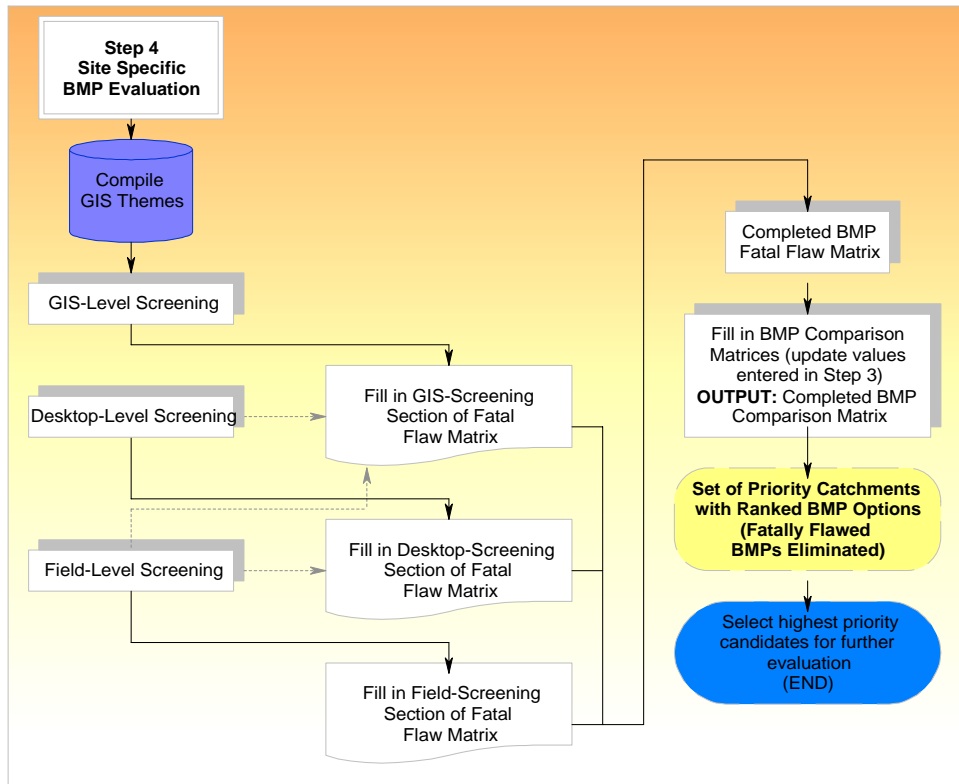 Step 4
Site Specific
BMP Evaluation
Compile
GIS Themes
GIS-Level Screening
Desktop-Level Screening
Field-Level Screening
Fill in GIS-Screening
Section of Fatal
Flaw Matrix
Fill in Desktop-Screening
Section of Fatal
Flaw Matrix
Fill in Field-Screening
Section of Fatal
Flaw Matrix
Completed BMP
Fatal Flaw Matrix
Fill in BMP Comparison
Matrices (update values
entered in Step 3)
OUTPUT: Completed BMP
Comparison Matrix
Set of Priority Catchments
with Ranked BMP Options
(Fatally Flawed
BMPs Eliminated)
Select highest priority
candidates for further
evaluation
(END)